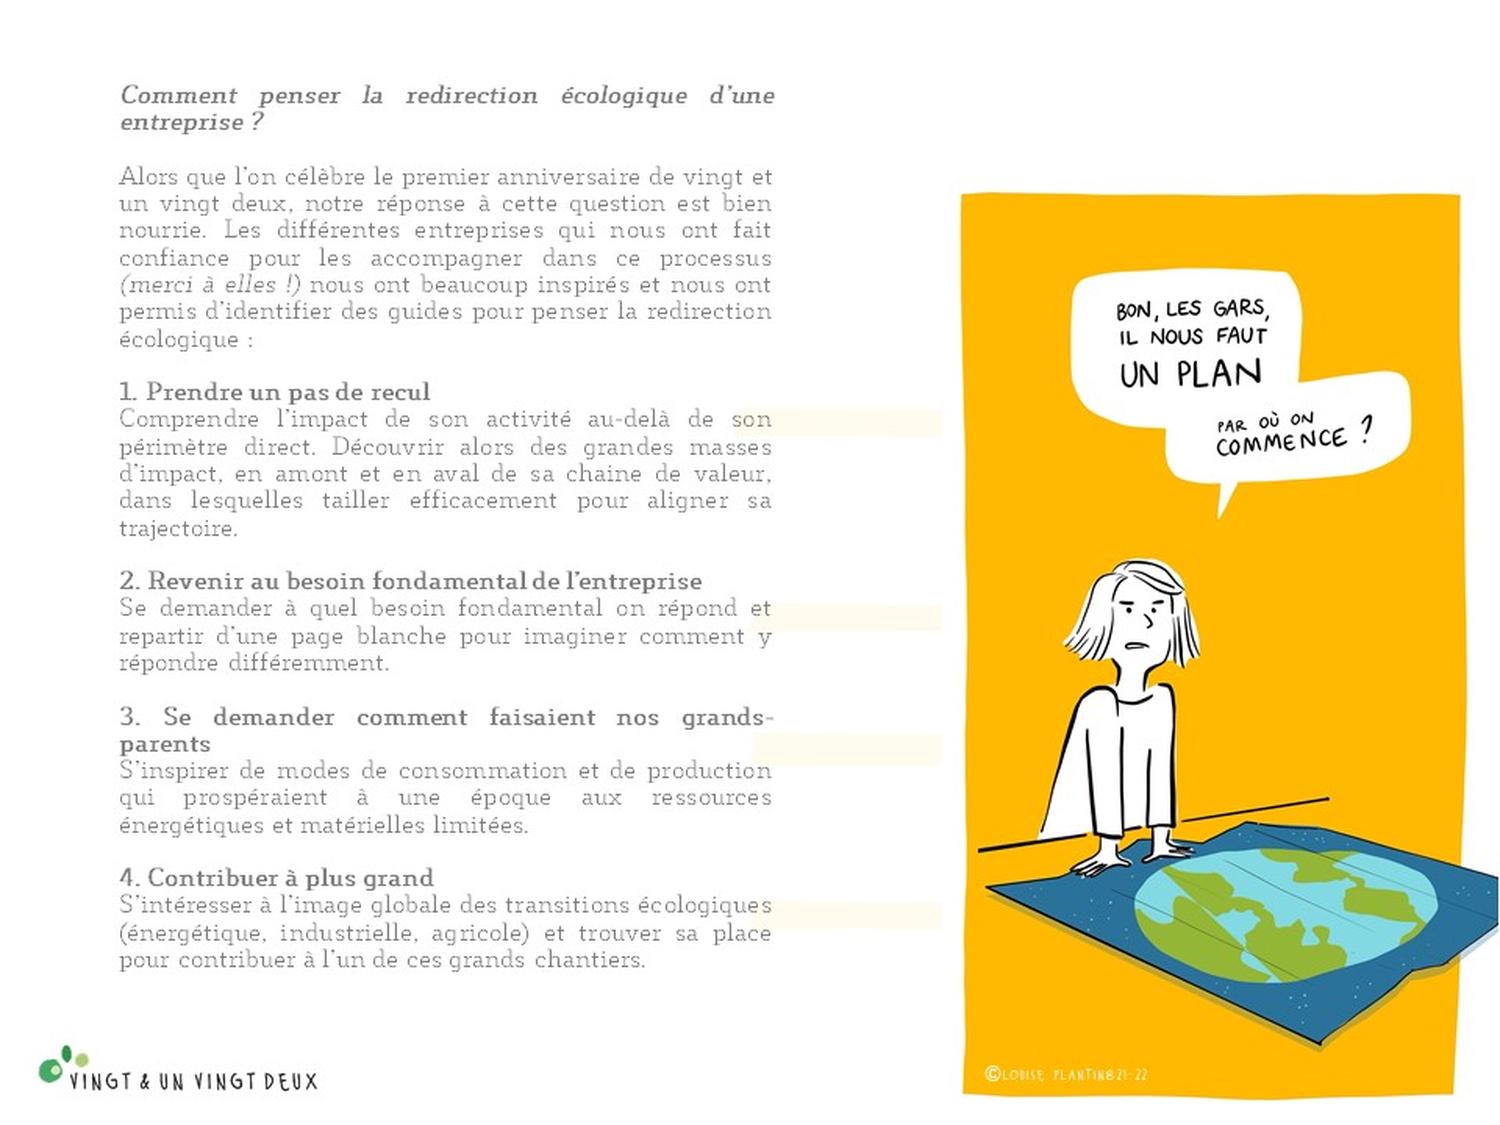 Comment penser la redirection écologique d’une
entreprise ?
Alors que l’on célèbre le premier anniversaire de vingt et
un vingt deux, notre réponse à cette question est bien
nourrie. Les différentes entreprises qui nous ont fait
confiance pour les accompagner dans ce processus
(merci à elles !) nous ont beaucoup inspirés et nous ont
permis d’identifier des guides pour penser la redirection
écologique :
1. Prendre un pas de recul
Comprendre l’impact de son activité au-delà de son
périmètre direct. Découvrir alors des grandes masses
d’impact, en amont et en aval de sa chaine de valeur,
dans lesquelles tailler efficacement pour aligner sa
trajectoire.
2. Revenir au besoin fondamental de l’entreprise
Se demander à quel besoin fondamental on répond et
repartir d’une page blanche pour imaginer comment y
répondre différemment.
3. Se demander comment faisaient nos grands-
parents
S’inspirer de modes de consommation et de production
qui prospéraient à une époque aux ressources
énergétiques et matérielles limitées.
4. Contribuer à plus grand
S’intéresser à l’image globale des transitions écologiques
(énergétique, industrielle, agricole) et trouver sa place
pour contribuer à l’un de ces grands chantiers.
VINGT & UN VINGT DEUX
BON, LES GARS,
IL NOUS FAUT
UN PLAN
PAR OÙ ON
COMMENCE ?
©LOUISE PLANTIN&21-22